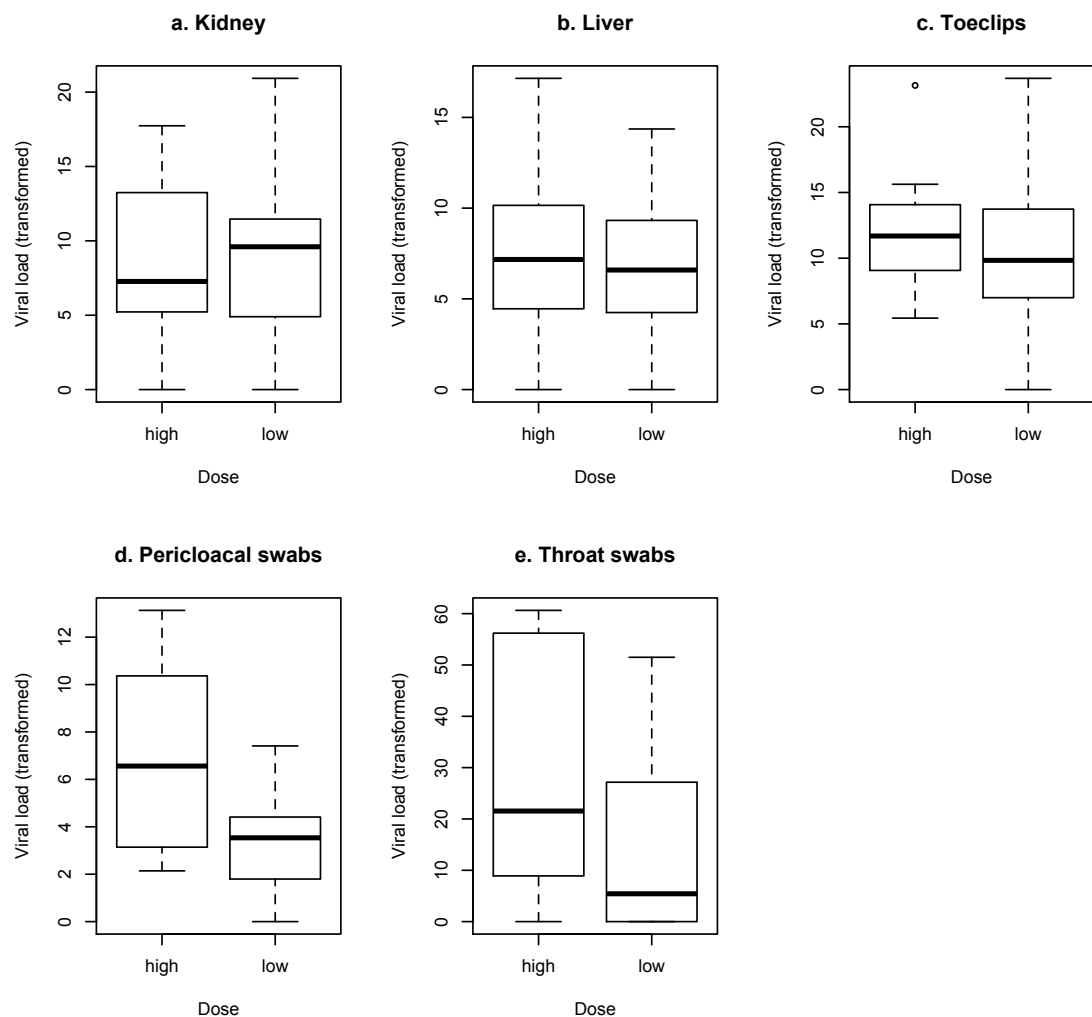 a. Kidney
Viral load (transformed)
20
15
10
5
0
high low
Dose
b. Liver
Viral load (transformed)
15
10
5
0
high low
Dose
c. Toeclips
Viral load (transformed)
20
15
10
5
0
high low
Dose
d. Pericloacal swabs
Viral load (transformed)
12
10
8
6
4
2
0
high low
Dose
e. Throat swabs
Viral load (transformed)
60
50
40
30
20
10
0
high low
Dose